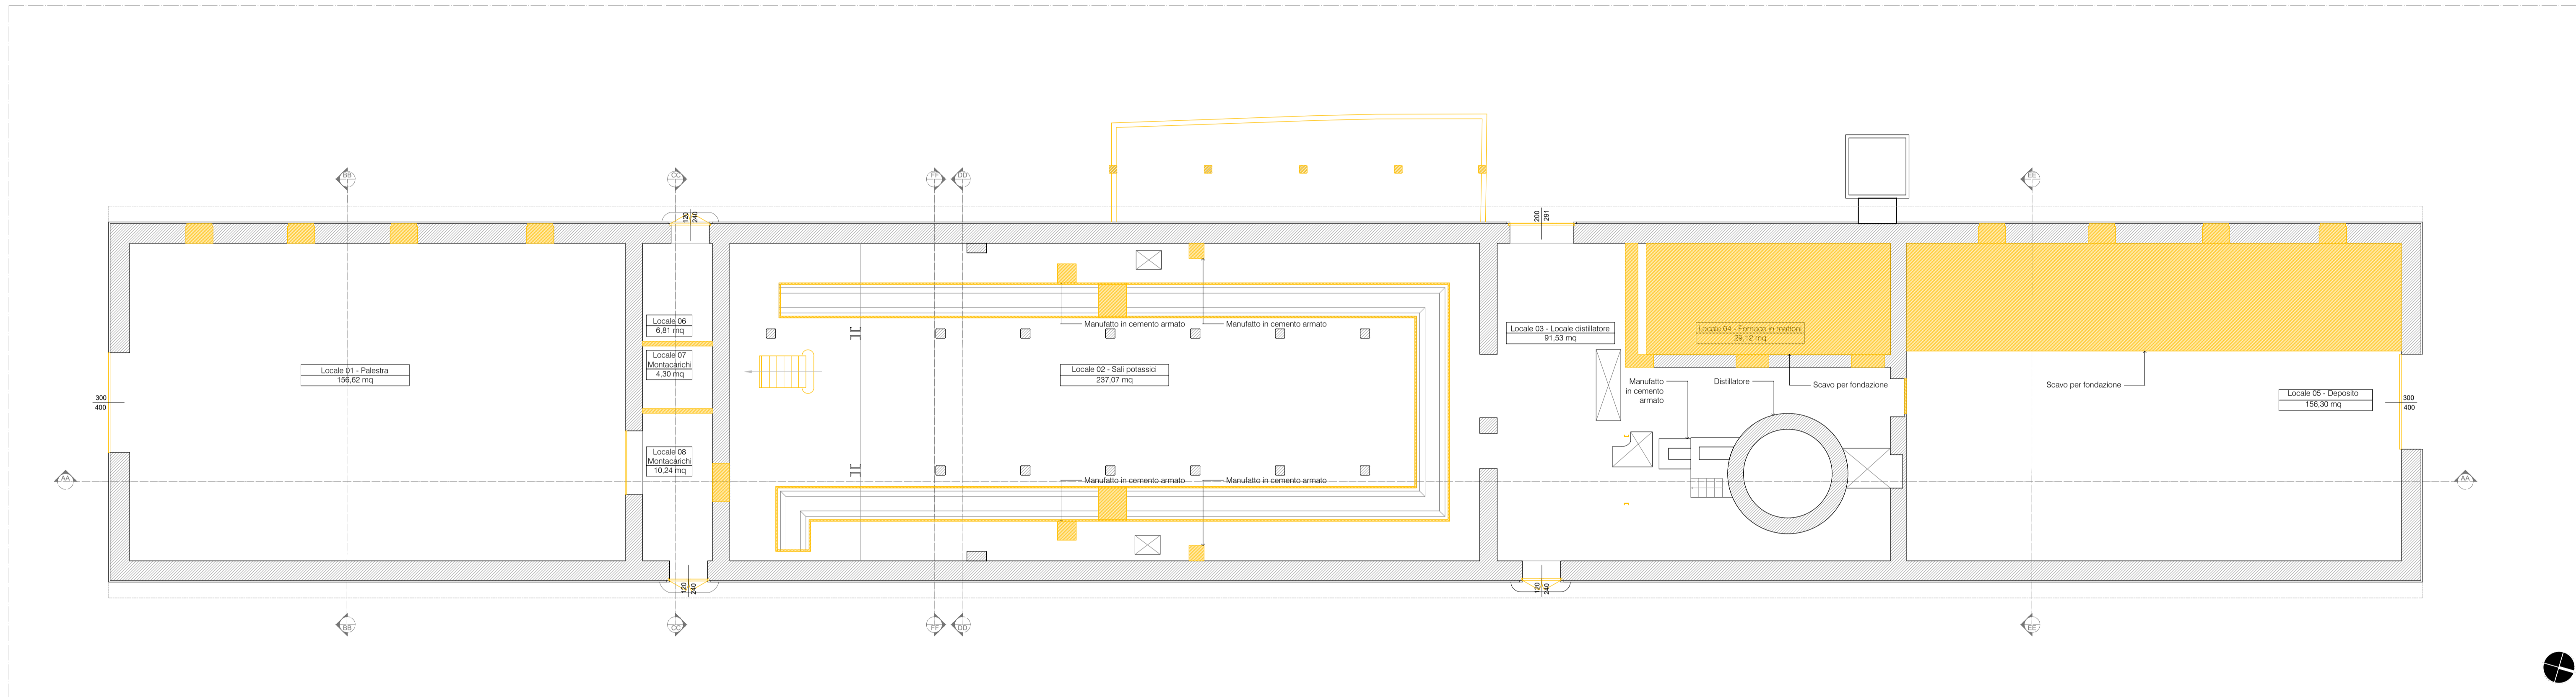 BB
CC
FF
DD
EE
120
240
200
291
Locale 06
6,81 mq
Locale 07
Montacarichi
4,30 mq
Locale 01 - Palestra
156,62 mq
Manufatto in cemento armato
Manufatto in cemento armato
Locale 02 - Sali potassici
237,07 mq
Locale 03 - Locale distillatore
91,53 mq
Locale 04 - Fornace in mattoni
29,12 mq
Manufatto
in cemento
armato
Distillatore
Scavo per fondazione
Scavo per fondazione
Locale 05 - Deposito
156,30 mq
300
400
300
400
Locale 08
Montacarichi
10,24 mq
Manufatto in cemento armato
Manufatto in cemento armato
AA
AA
120
240
120
240
BB
CC
FF
DD
EE